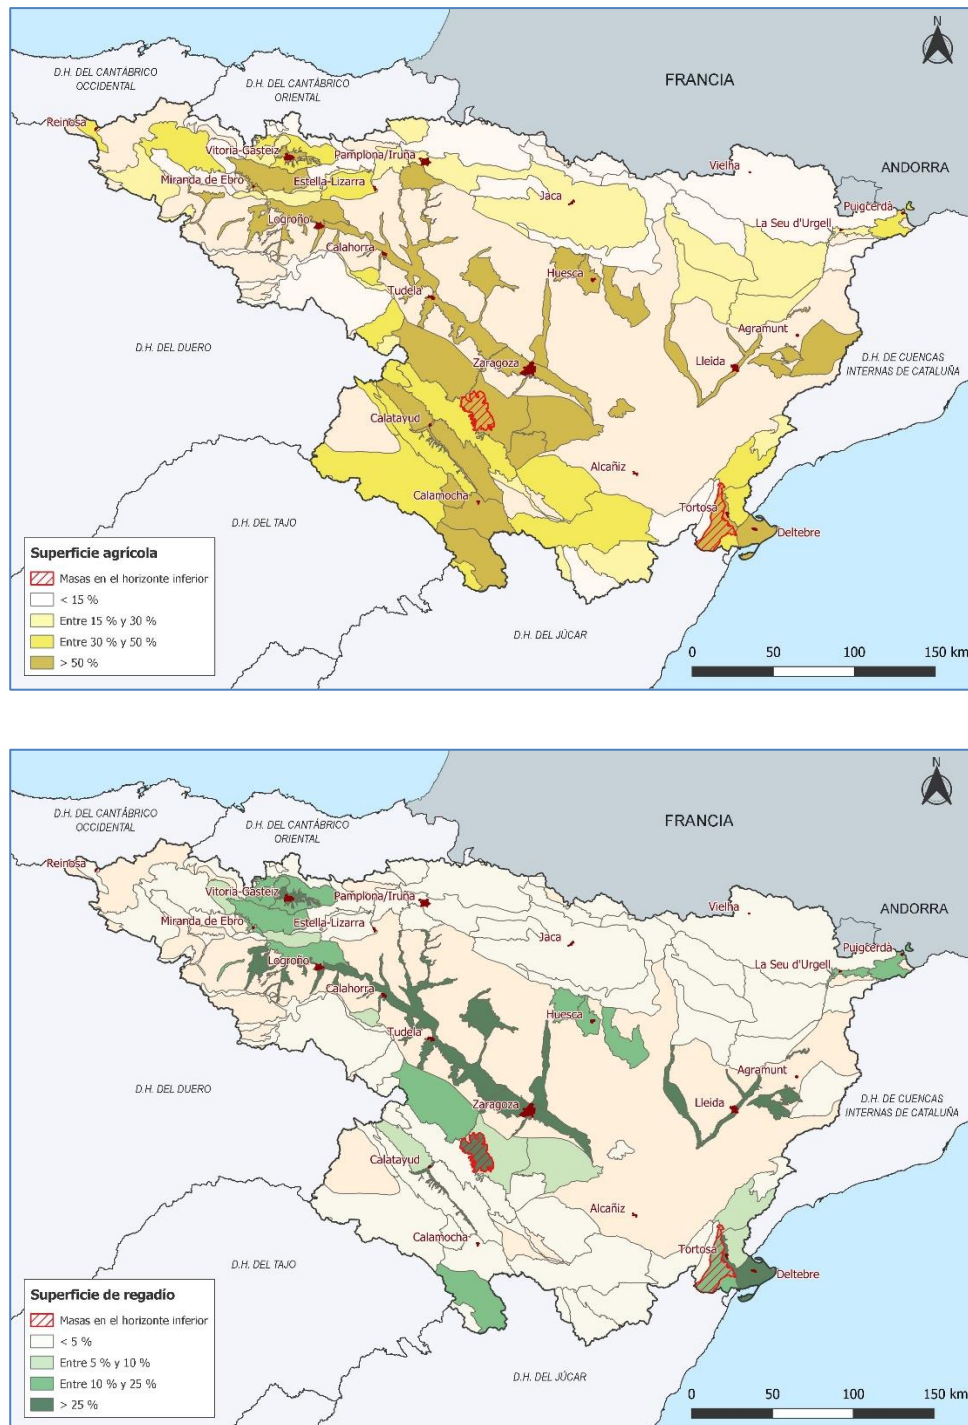 N
D.H. DEL CANTÁBRICO
OCCIDENTAL
D.H. DEL CANTÁBRICO
ORIENTAL
FRANCIA
Reinosa
Vitoria-Gasteiz
Pamplona/Iruña
Vielha
ANDORRA
Miranda de Ebro
Estella-Lizarra
Jaca
Puigcerdà
La Seu d'Urgell
Logroño
Calahorra
Huesca
Tudela
Agramunt
D.H. DEL DUERO
Zaragoza
Lleida
D.H. DE CUENCAS
INTERNAS DE CATALUÑA
Calatayud
Alcañiz
Calamocha
Tortosa
D.H. DEL TAJO
Deltebre
Superficie agrícola
Masas en el horizonte inferior
< 15 %
Entre 15 % y 30 %
Entre 30 % y 50 %
> 50 %
D.H. DEL JÚCAR
0 50 100 150 km
N
D.H. DEL CANTÁBRICO
OCCIDENTAL
D.H. DEL CANTÁBRICO
ORIENTAL
FRANCIA
Reinosa
Vitoria-Gasteiz
Pamplona/Iruña
Vielha
ANDORRA
Miranda de Ebro
Estella-Lizarra
Jaca
Puigcerdà
La Seu d'Urgell
Logroño
Calahorra
Huesca
Tudela
Agramunt
D.H. DEL DUERO
Zaragoza
Lleida
D.H. DE CUENCAS
INTERNAS DE CATALUÑA
Calatayud
Alcañiz
Calamocha
Tortosa
D.H. DEL TAJO
Deltebre
Superficie de regadío
Masas en el horizonte inferior
< 5 %
Entre 5 % y 10 %
Entre 10 % y 25 %
> 25 %
D.H. DEL JÚCAR
0 50 100 150 km